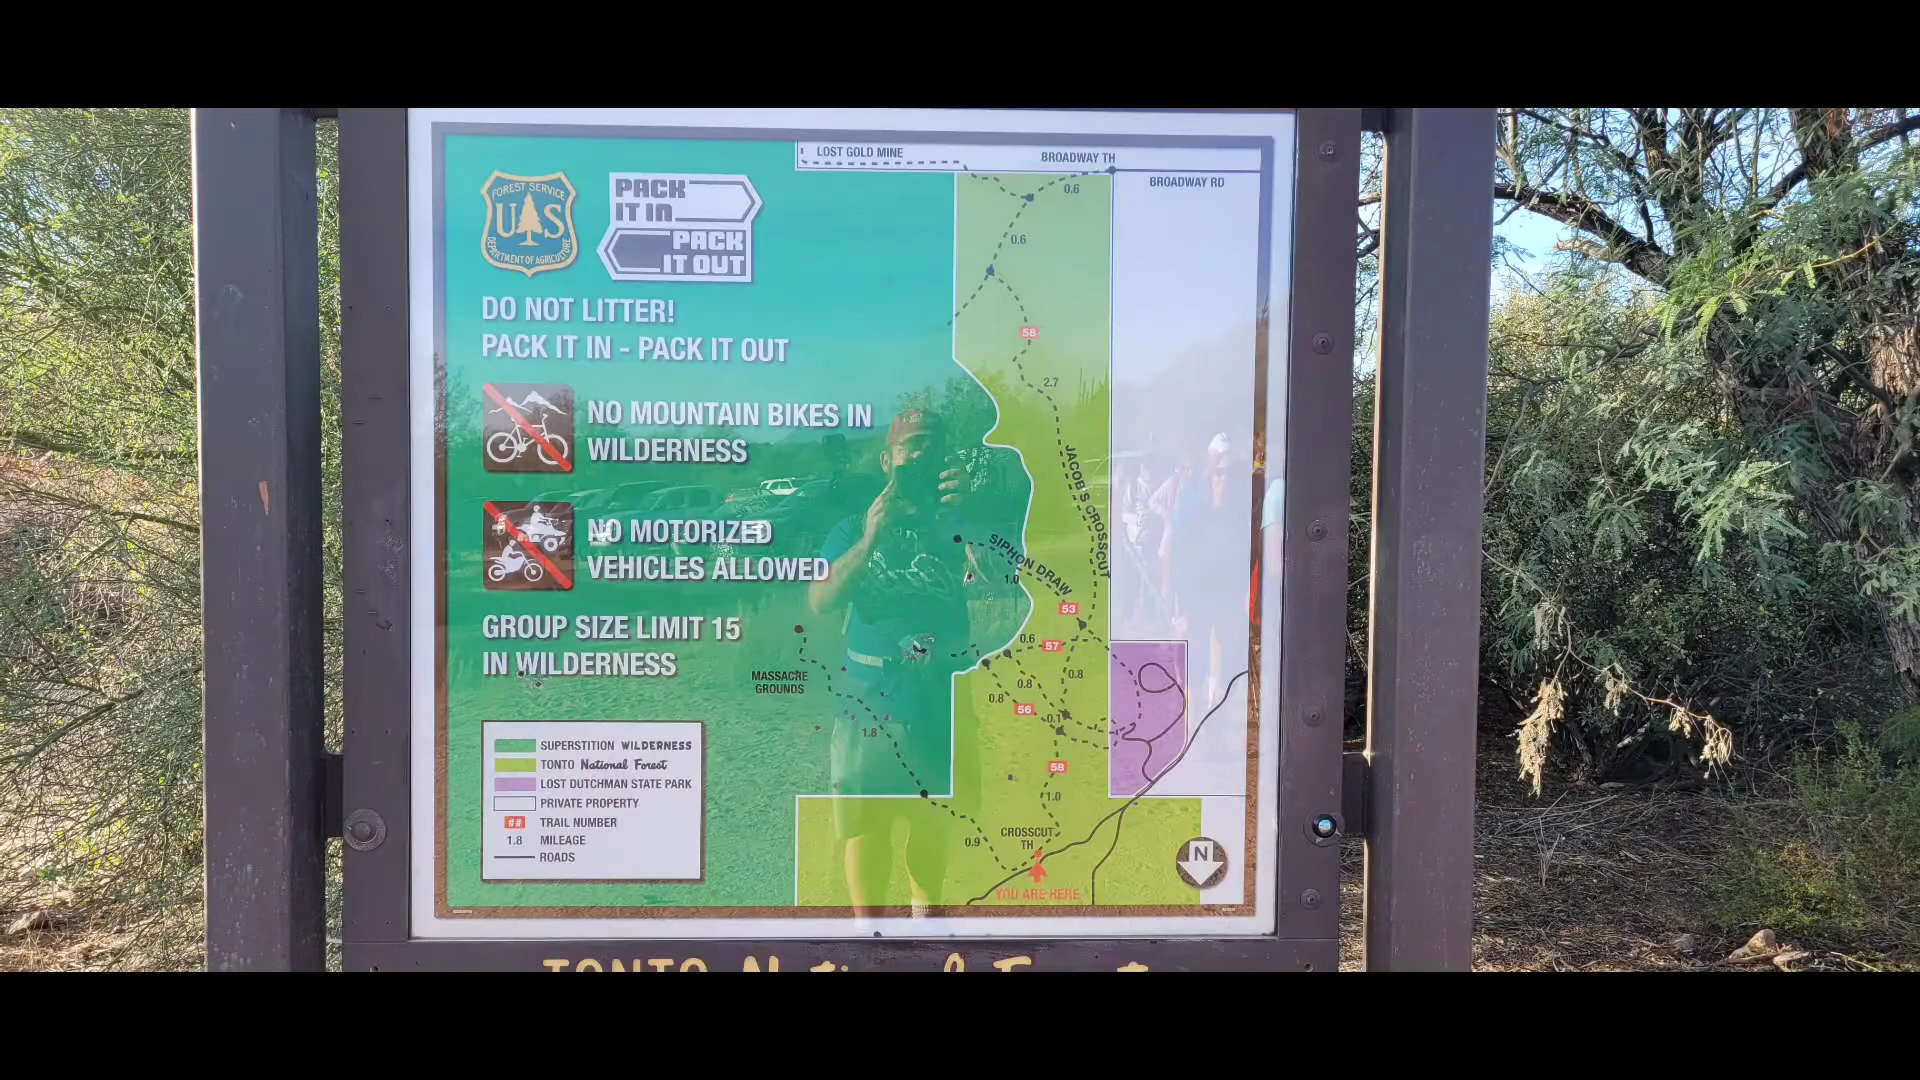 FOREST SERVICE
U S
DEPARTMENT OF AGRICULTURE
PACK
IT IN
PACK
IT OUT
DO NOT LITTER!
PACK IT IN - PACK IT OUT
NO MOUNTAIN BIKES IN
WILDERNESS
NO MOTORIZED
VEHICLES ALLOWED
GROUP SIZE LIMIT 15
IN WILDERNESS
SUPERSTITION WILDERNESS
TONTO National Forest
LOST DUTCHMAN STATE PARK
PRIVATE PROPERTY
## TRAIL NUMBER
1.8 MILEAGE
ROADS
LOST GOLD MINE
BROADWAY TH
BROADWAY RD
0.6
0.6
58
2.7
JACOB'S CROSSCUT
SIPHON DRAW
1.0
53
0.6
57
0.8
0.8
0.8
56
0.1
MASSACRE
GROUNDS
1.8
58
1.0
CROSSCUT
TH
0.9
YOU ARE HERE
N
TONTO National Forest